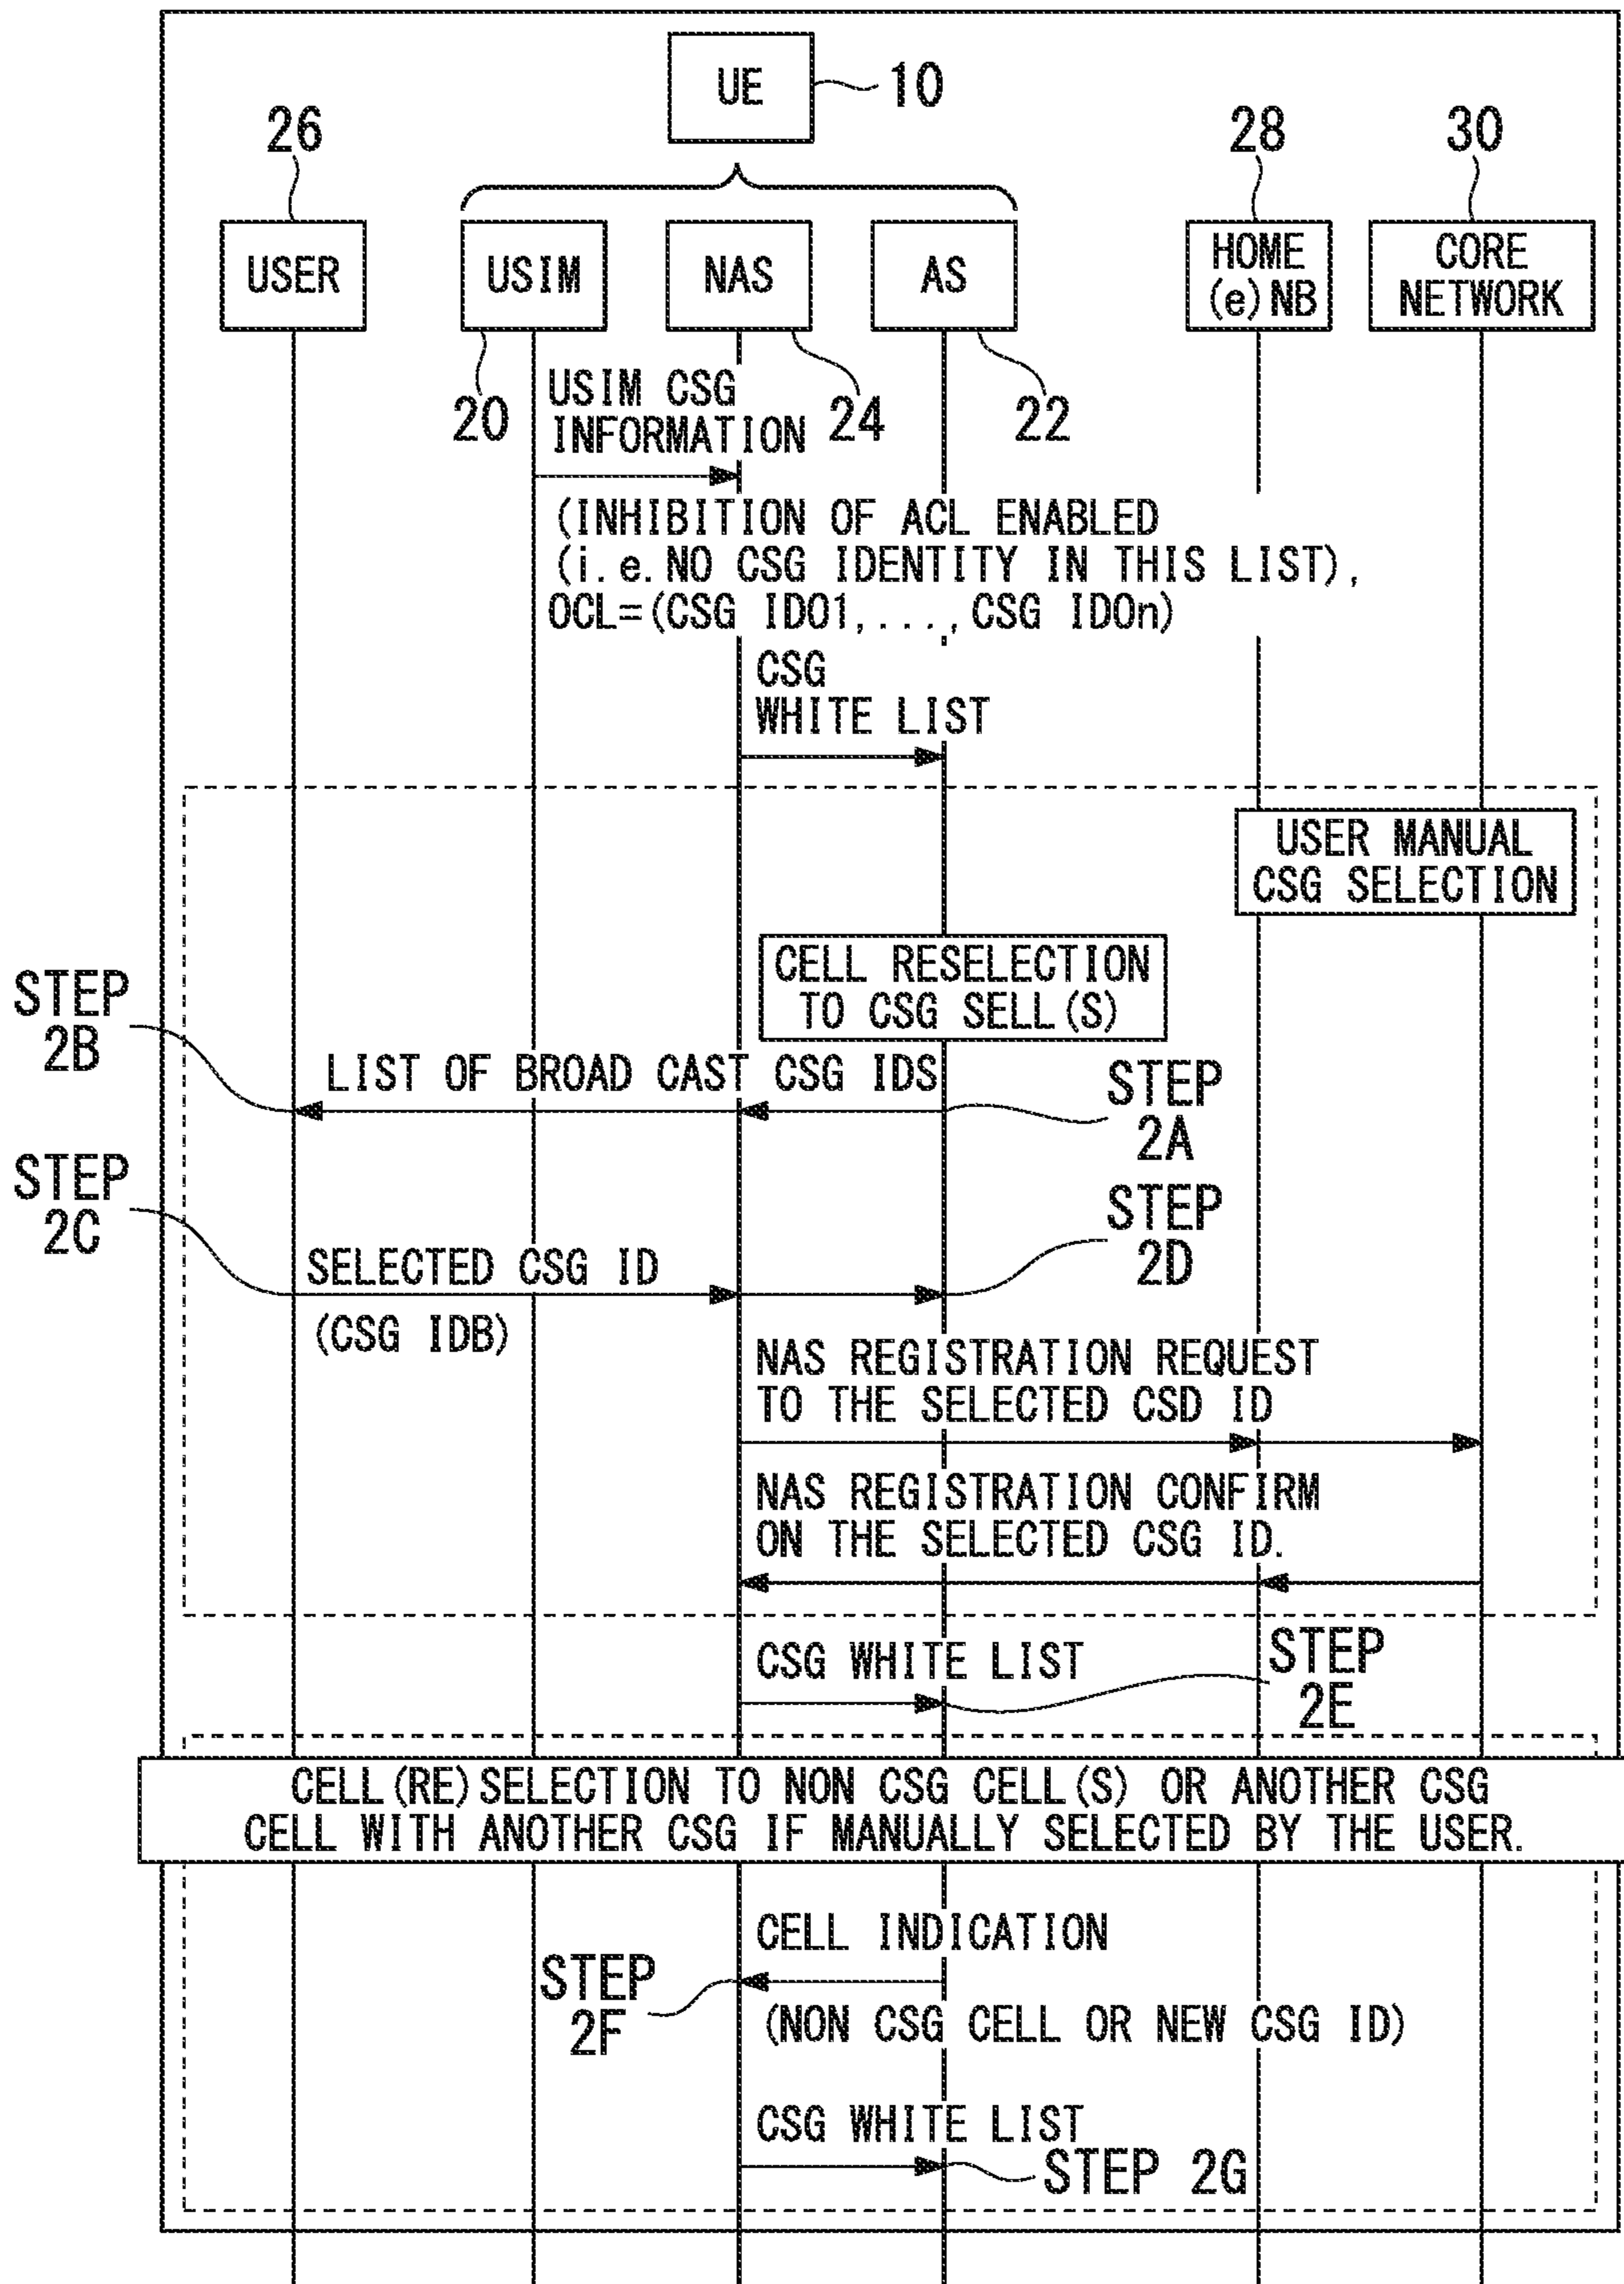 UE
10
26
28
30
USER
USIM
NAS
AS
HOME
(e)NB
CORE
NETWORK
20
24
22
USIM CSG
INFORMATION
(INHIBITION OF ACL ENABLED
(i.e.NO CSG IDENTITY IN THIS LIST),
OCL=(CSG IDO1,...,CSG IDOn)
CSG
WHITE LIST
USER MANUAL
CSG SELECTION
CELL RESELECTION
TO CSG SELL(S)
STEP
2B
LIST OF BROAD CAST CSG IDS
STEP
2A
STEP
2C
STEP
2D
SELECTED CSG ID
(CSG IDB)
NAS REGISTRATION REQUEST
TO THE SELECTED CSD ID
NAS REGISTRATION CONFIRM
ON THE SELECTED CSG ID.
CSG WHITE LIST
STEP
2E
CELL(RE)SELECTION TO NON CSG CELL(S) OR ANOTHER CSG
CELL WITH ANOTHER CSG IF MANUALLY SELECTED BY THE USER.
CELL INDICATION
STEP
2F
(NON CSG CELL OR NEW CSG ID)
CSG WHITE LIST
STEP 2G